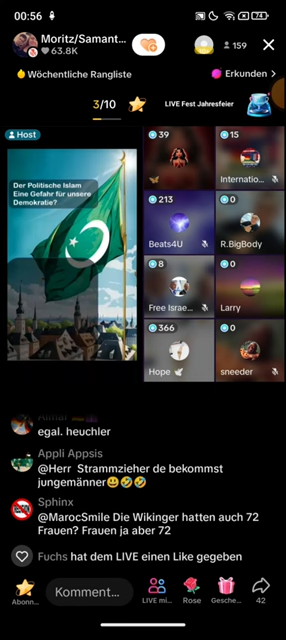 00:56
74
Moritz/Samant...
63.8K
159
Wöchentliche Rangliste
Erkunden >
3/10
LIVE Fest Jahresfeier
Host
Der Politische Islam
Eine Gefahr für unsere
Demokratie?
39
15
Internatio...
213
Beats4U
0
R.BigBody
8
Free Israe...
0
Larry
366
Hope
0
sneeder
egal. heuchler
Appli Appsis
@Herr Strammzieher de bekommst
jungemänner😃🤣🤣
Sphinx
@MarocSmile Die Wikinger hatten auch 72
Frauen? Frauen ja aber 72
Fuchs hat dem LIVE einen Like gegeben
Abonn...
Komment...
LIVE mi...
Rose
Gesche...
42